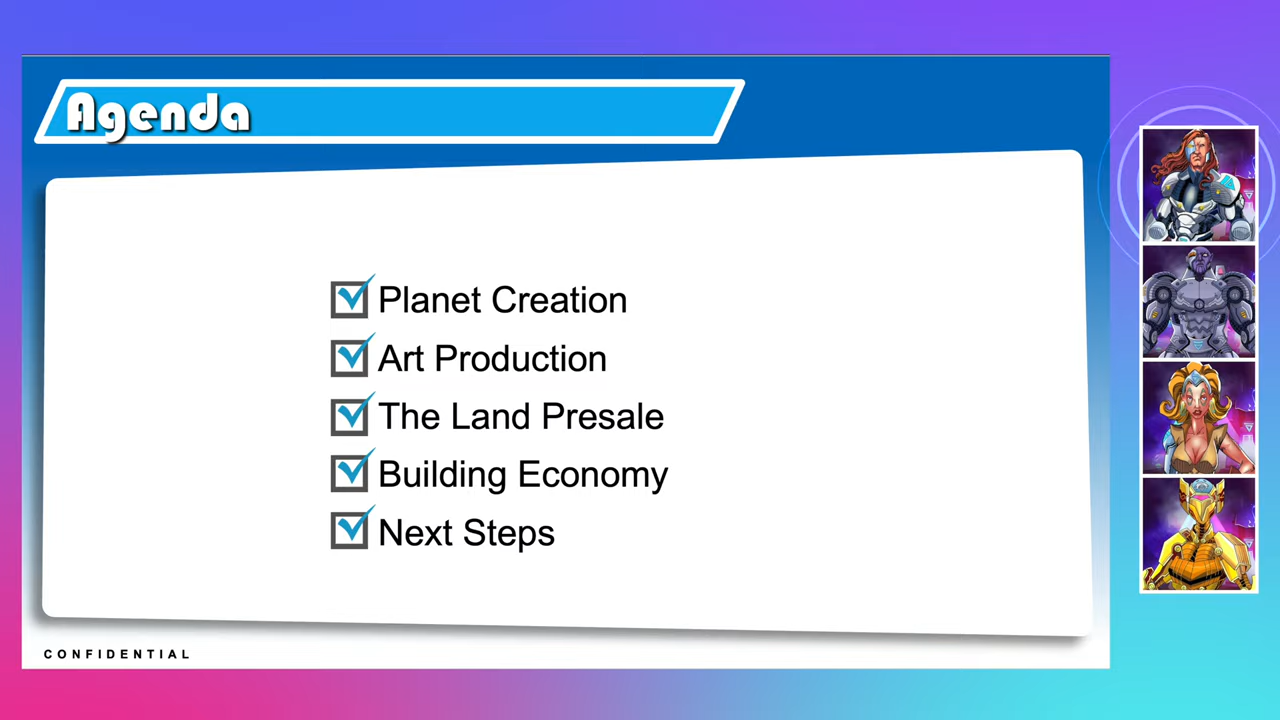 Agenda
Planet Creation
Art Production
The Land Presale
Building Economy
Next Steps
CONFIDENTIAL